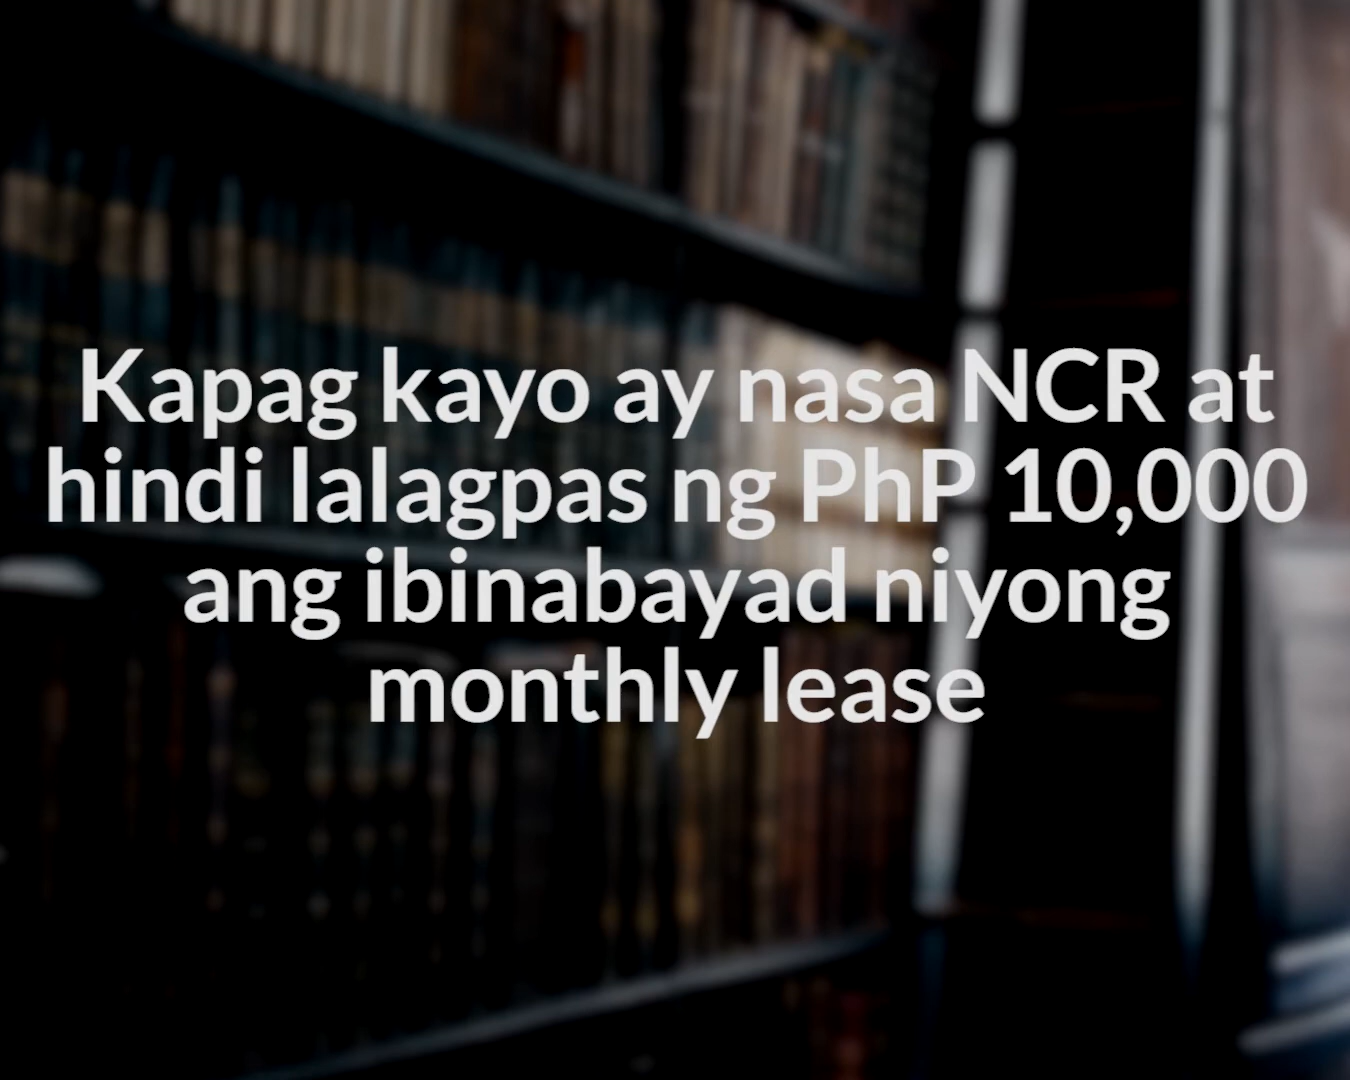 Kapag kayo ay nasa NCR at
hindi lalagpas ng PhP 10,000
ang ibinabayad niyong
monthly lease